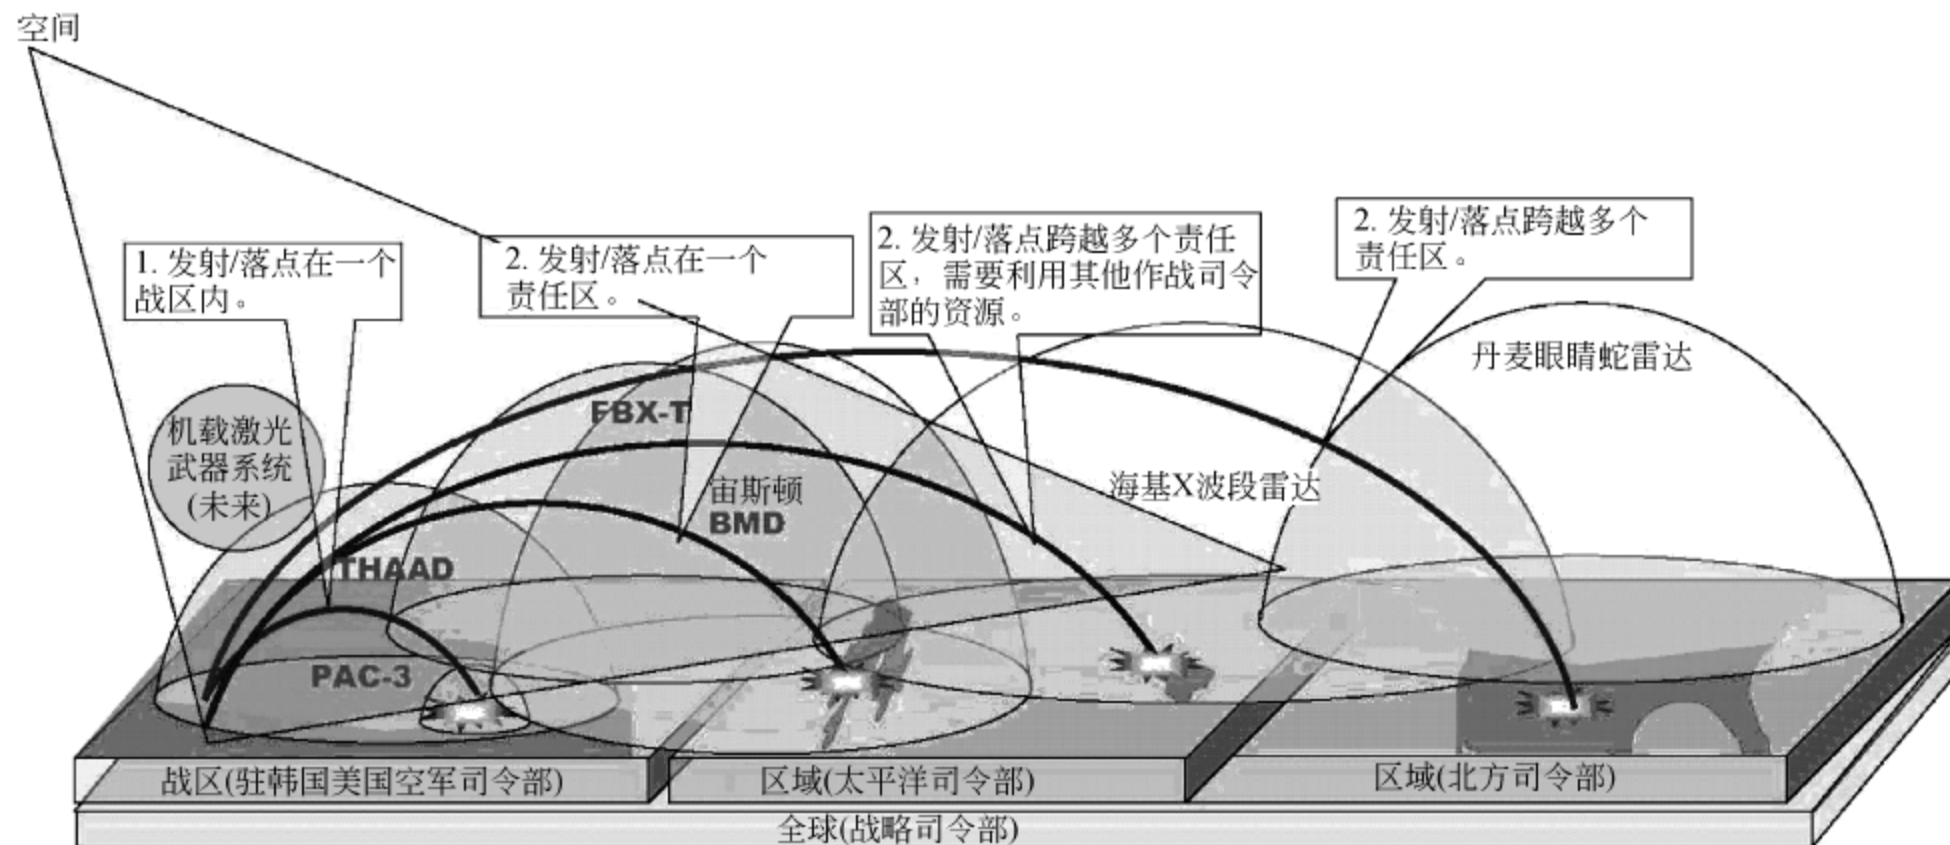 空间
1. 发射/落点在一个
战区内。
2. 发射/落点在一个
责任区。
2. 发射/落点跨越多个责任
区，需要利用其他作战司令
部的资源。
2. 发射/落点跨越多个
责任区。
丹麦眼睛蛇雷达
机载激光
武器系统
(未来)
FBX-T
宙斯顿
BMD
海基X波段雷达
THAAD
PAC-3
战区(驻韩国美国空军司令部)
区域(太平洋司令部)
区域(北方司令部)
全球(战略司令部)